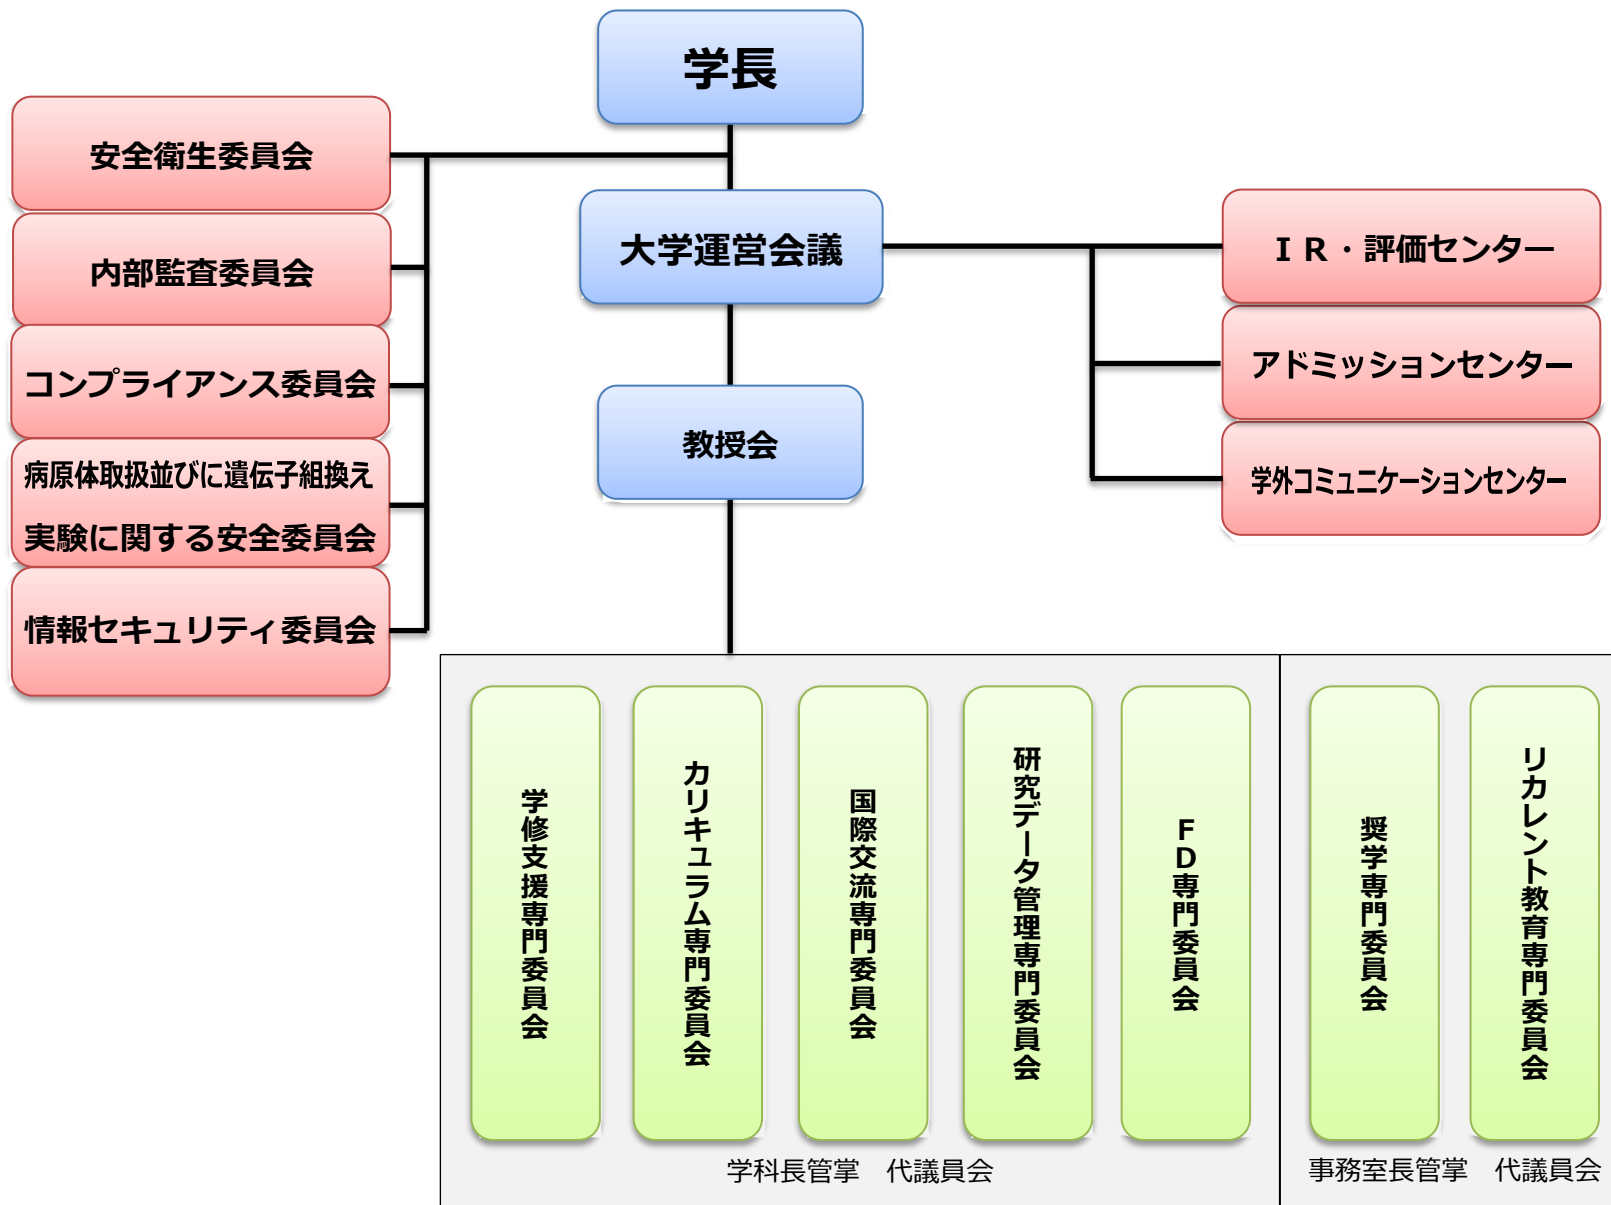 学長
安全衛生委員会
内部監査委員会
コンプライアンス委員会
病原体取扱並びに遺伝子組換え
実験に関する安全委員会
情報セキュリティ委員会
大学運営会議
教授会
ＩＲ・評価センター
アドミッションセンター
学外コミュニケーションセンター
学修支援専門委員会
カリキュラム専門委員会
国際交流専門委員会
研究データ管理専門委員会
ＦＤ専門委員会
奨学専門委員会
リカレント教育専門委員会
学科長管掌　代議員会
事務室長管掌　代議員会